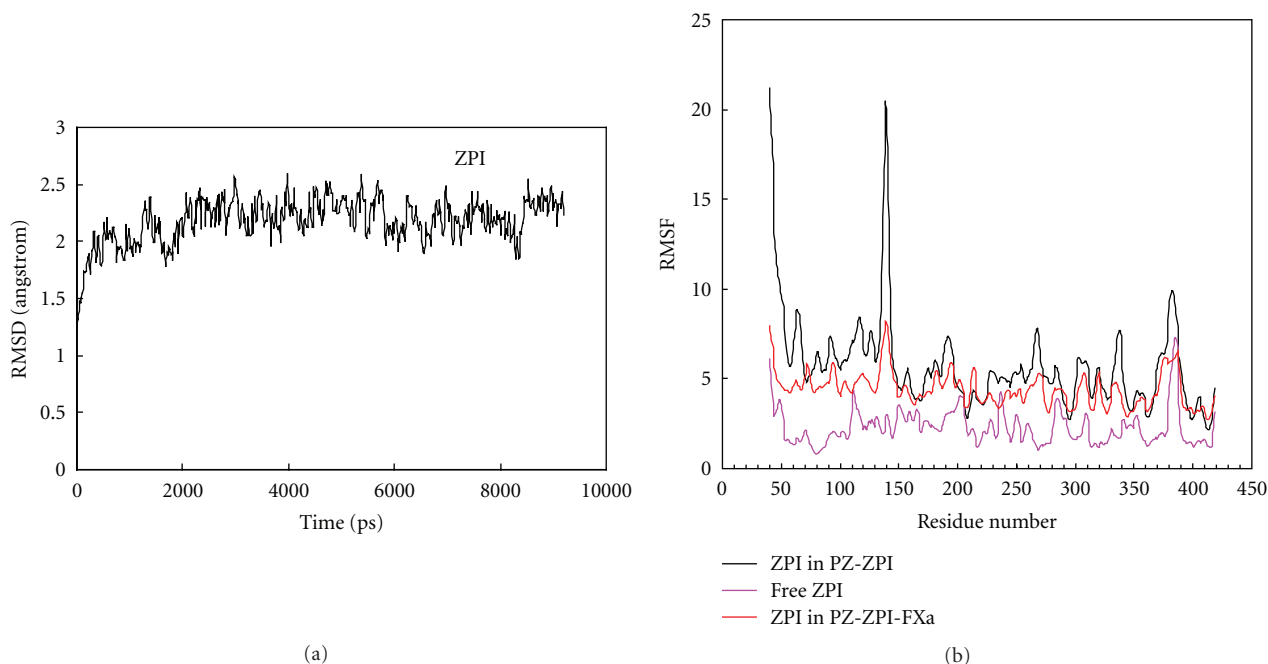 3
2.5
2
1.5
1
0.5
0
0 2000 4000 6000 8000 10000
RMSD (angstrom)
Time (ps)
ZPI
(a)
25
20
15
10
5
0
0 50 100 150 200 250 300 350 400 450
RMSF
Residue number
ZPI in PZ-ZPI
Free ZPI
ZPI in PZ-ZPI-FXa
(b)